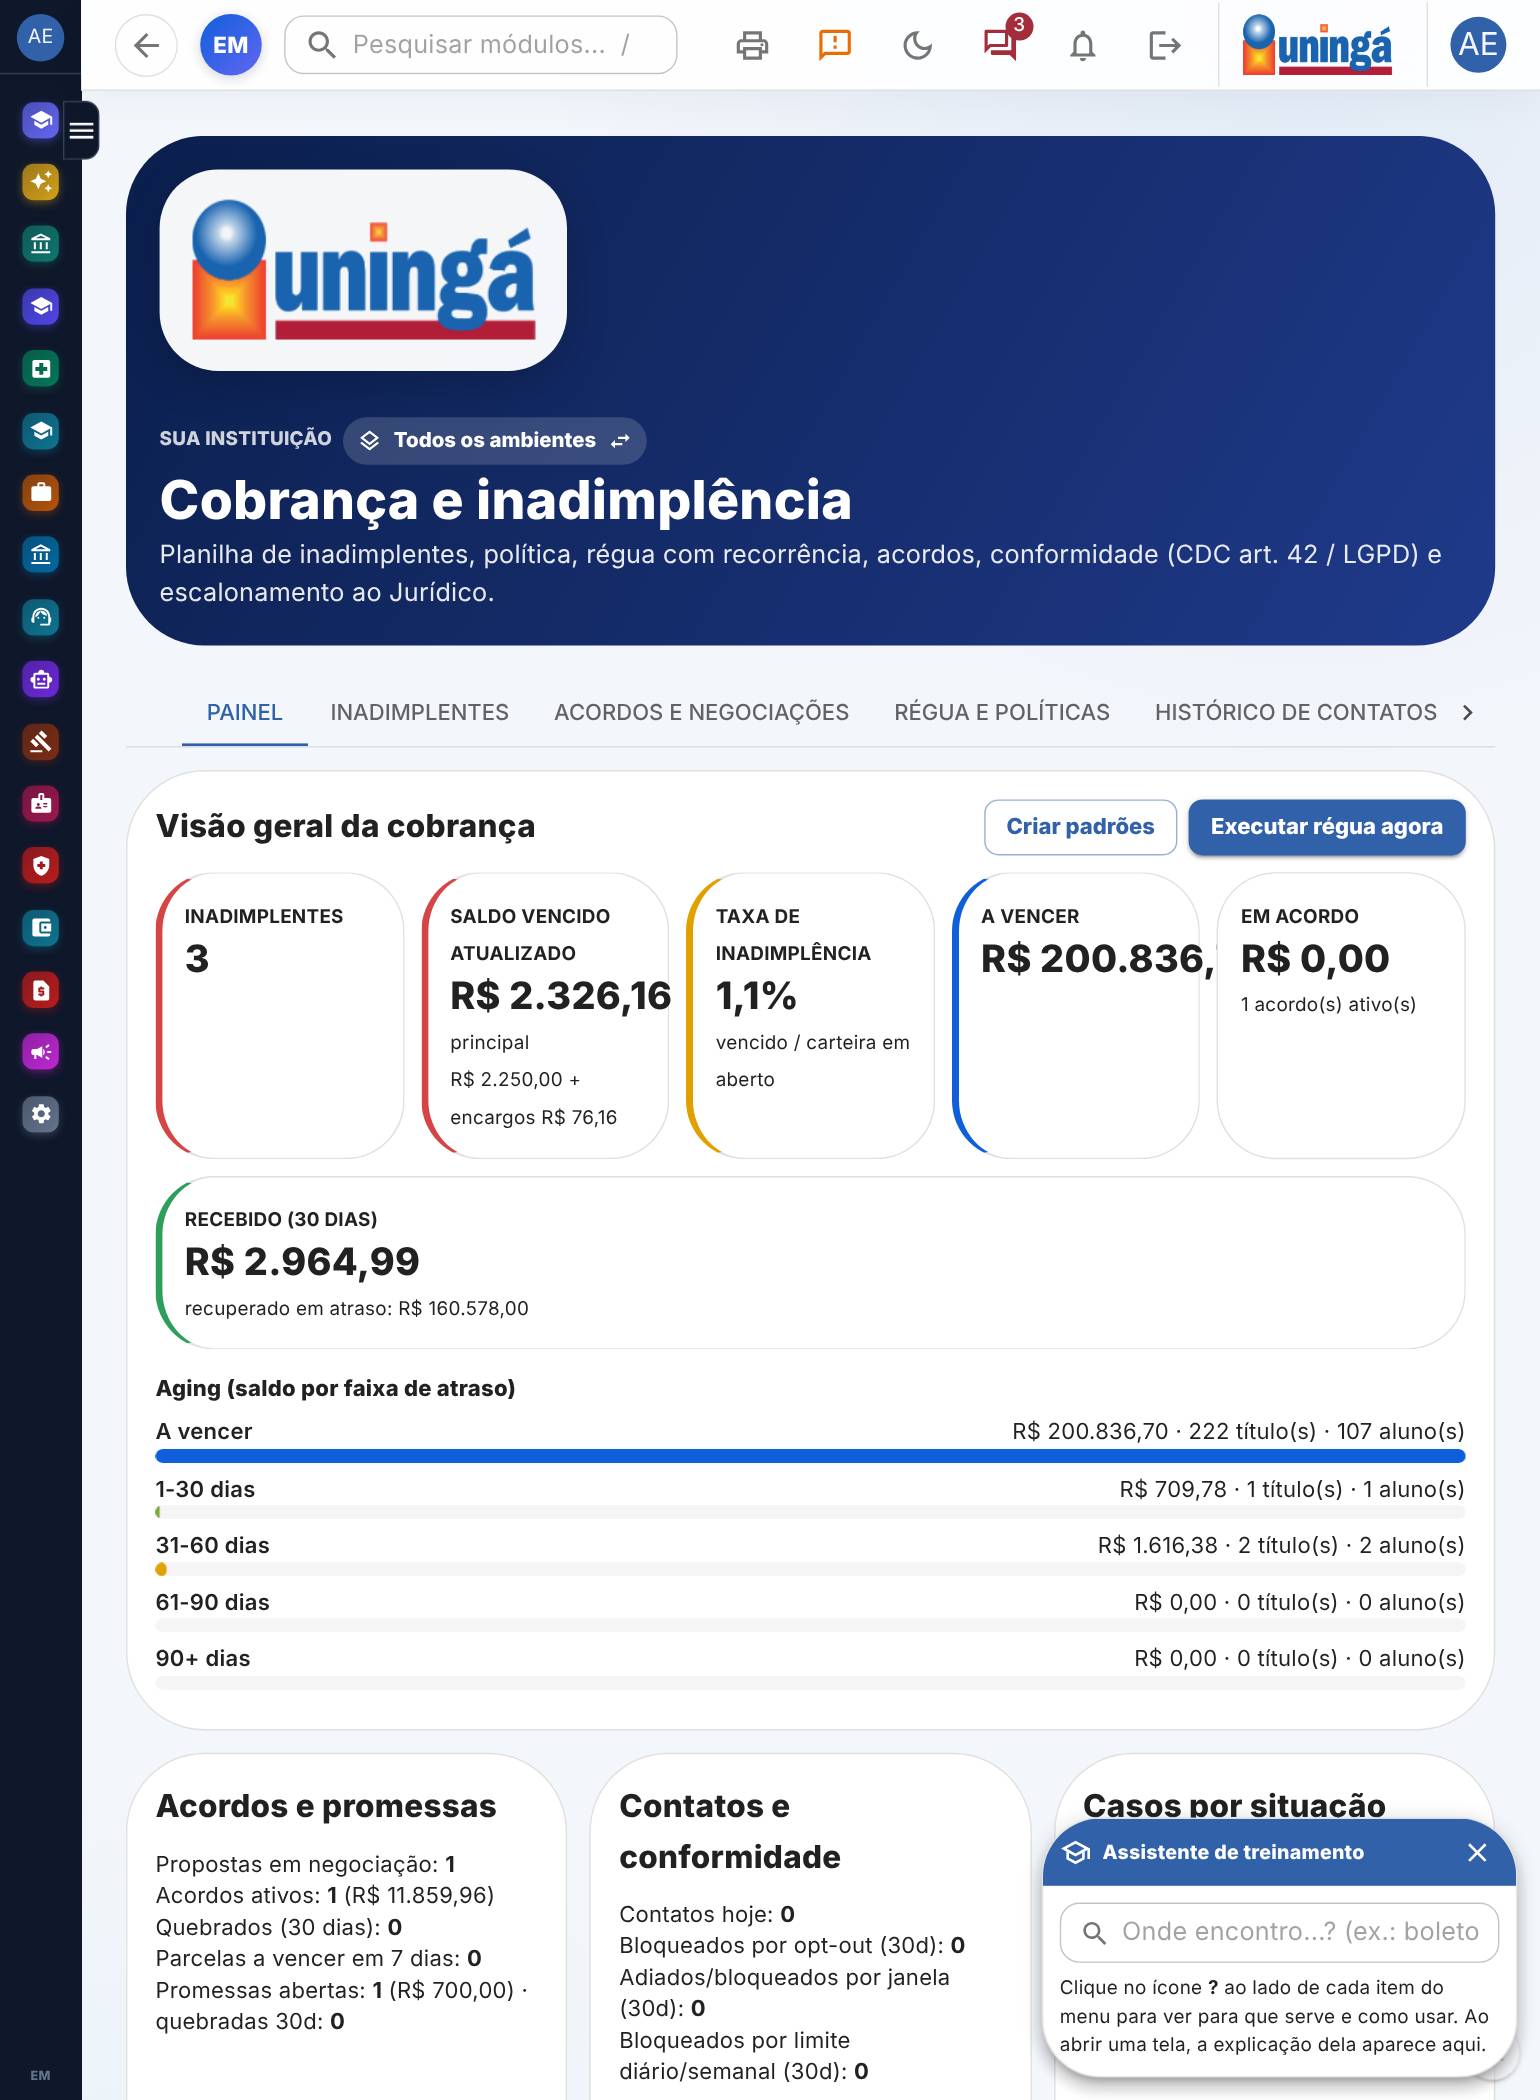 AE
EM
Pesquisar módulos... /
3
uningá
AE
uningá
SUA INSTITUIÇÃO
Todos os ambientes
Cobrança e inadimplência
Planilha de inadimplentes, política, régua com recorrência, acordos, conformidade (CDC art. 42 / LGPD) e
escalonamento ao Jurídico.
PAINEL
INADIMPLENTES
ACORDOS E NEGOCIAÇÕES
RÉGUA E POLÍTICAS
HISTÓRICO DE CONTATOS
Visão geral da cobrança
Criar padrões
Executar régua agora
INADIMPLENTES
3
SALDO VENCIDO
ATUALIZADO
R$ 2.326,16
principal
R$ 2.250,00 +
encargos R$ 76,16
TAXA DE
INADIMPLÊNCIA
1,1%
vencido / carteira em
aberto
A VENCER
R$ 200.836,
EM ACORDO
R$ 0,00
1 acordo(s) ativo(s)
RECEBIDO (30 DIAS)
R$ 2.964,99
recuperado em atraso: R$ 160.578,00
Aging (saldo por faixa de atraso)
A vencer
R$ 200.836,70 · 222 título(s) · 107 aluno(s)
1-30 dias
R$ 709,78 · 1 título(s) · 1 aluno(s)
31-60 dias
R$ 1.616,38 · 2 título(s) · 2 aluno(s)
61-90 dias
R$ 0,00 · 0 título(s) · 0 aluno(s)
90+ dias
R$ 0,00 · 0 título(s) · 0 aluno(s)
Acordos e promessas
Propostas em negociação: 1
Acordos ativos: 1 (R$ 11.859,96)
Quebrados (30 dias): 0
Parcelas a vencer em 7 dias: 0
Promessas abertas: 1 (R$ 700,00) ·
quebradas 30d: 0
Contatos e
conformidade
Contatos hoje: 0
Bloqueados por opt-out (30d): 0
Adiados/bloqueados por janela
(30d): 0
Bloqueados por limite
diário/semanal (30d): 0
Casos por situação
Assistente de treinamento
Onde encontro...? (ex.: boleto
Clique no ícone ? ao lado de cada item do
menu para ver para que serve e como usar. Ao
abrir uma tela, a explicação dela aparece aqui.
EM